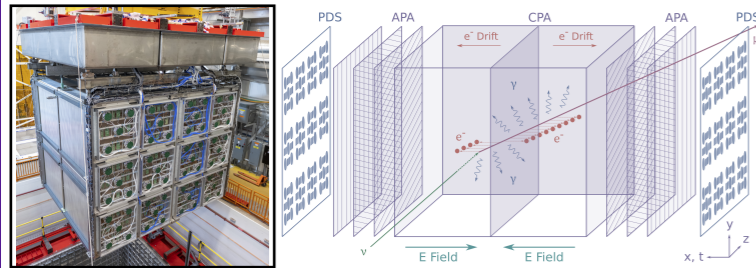 PDS
APA
CPA
APA
PDS
e⁻ Drift
e⁻ Drift
γ
e⁻
e⁻
γ
ν
E Field
E Field
y
z
x, t